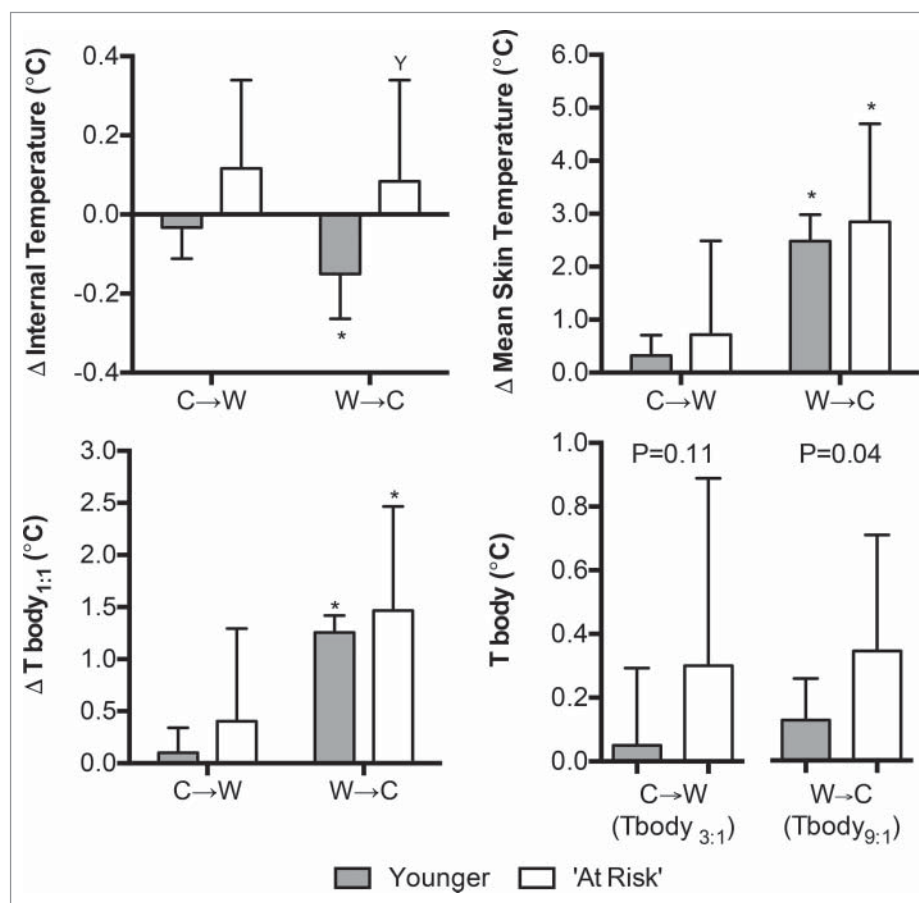 Δ Internal Temperature (°C)
0.4
0.2
0.0
-0.2
-0.4
Y
*
C→W
W→C
Δ Mean Skin Temperature (°C)
6.0
5.0
4.0
3.0
2.0
1.0
0.0
*
*
C→W
W→C
Δ T body1:1 (°C)
3.0
2.5
2.0
1.5
1.0
0.5
0.0
*
*
C→W
W→C
T body (°C)
1.0
0.8
0.6
0.4
0.2
0.0
P=0.11
P=0.04
C→W
(Tbody 3:1)
W→C
(Tbody9:1)
Younger
'At Risk'